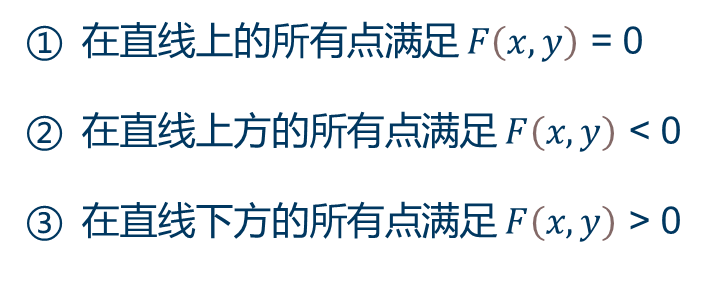 ① 在直线上的所有点满足 F(x,y) = 0
② 在直线上方的所有点满足 F(x,y) < 0
③ 在直线下方的所有点满足 F(x,y) > 0